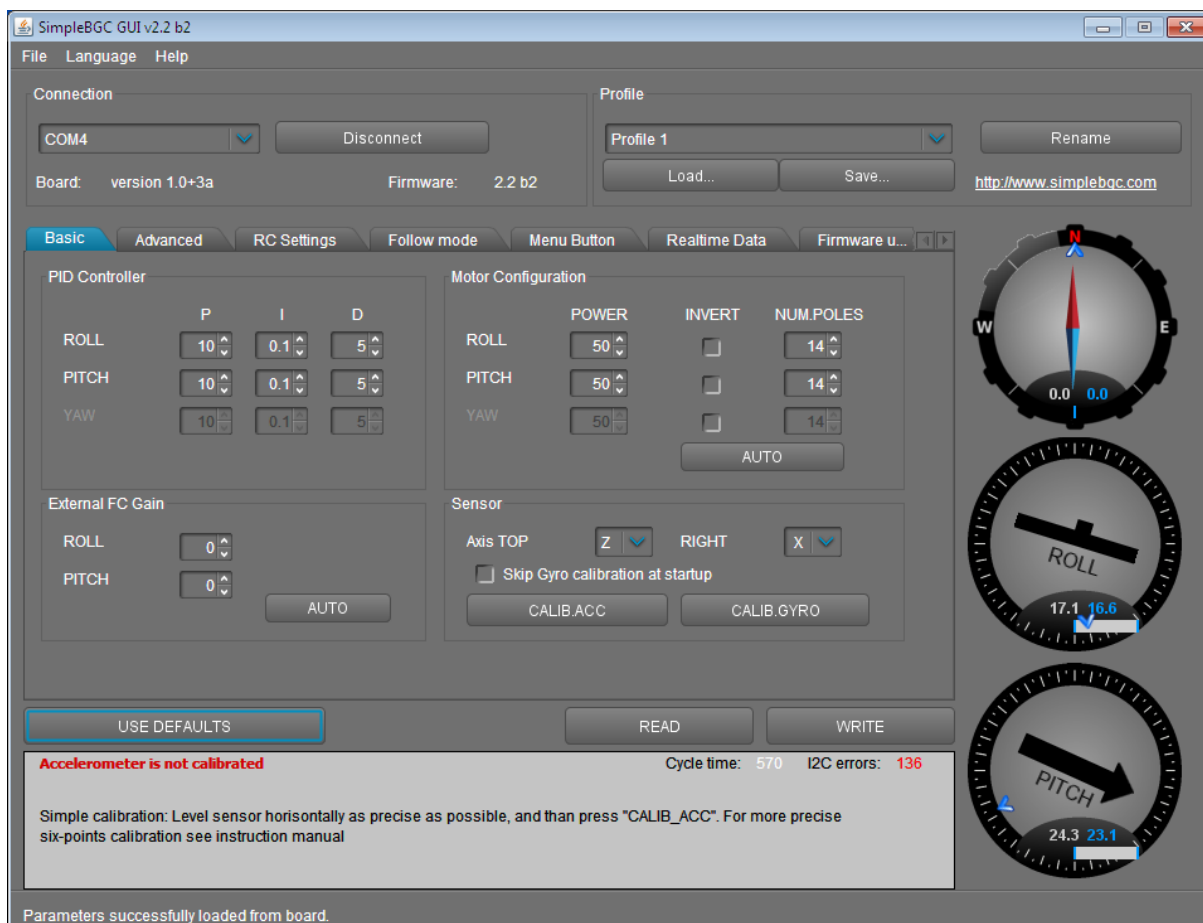 SimpleBGC GUI v2.2 b2
File Language Help
Connection
COM4 Disconnect
Board: version 1.0+3a Firmware: 2.2 b2
Profile
Profile 1 Rename
Load... Save... http://www.simplebgc.com
Basic Advanced RC Settings Follow mode Menu Button Realtime Data Firmware u...
PID Controller
P I D
ROLL 10 0.1 5
PITCH 10 0.1 5
YAW 10 0.1 5
Motor Configuration
POWER INVERT NUM.POLES
ROLL 50 14
PITCH 50 14
YAW 50 14
AUTO
External FC Gain
ROLL 0
PITCH 0
AUTO
Sensor
Axis TOP Z RIGHT X
Skip Gyro calibration at startup
CALIB.ACC CALIB.GYRO
N
W E
0.0 0.0
ROLL
17.1 16.6
PITCH
24.3 23.1
USE DEFAULTS READ WRITE
Accelerometer is not calibrated Cycle time: 570 I2C errors: 136
Simple calibration: Level sensor horisontally as precise as possible, and than press "CALIB_ACC". For more precise
six-points calibration see instruction manual
Parameters successfully loaded from board.